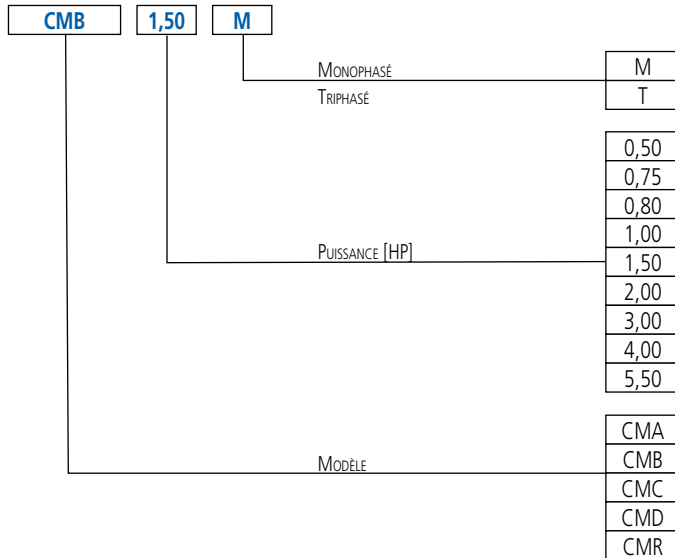 CMB 1,50 M
Monophasé M
Triphasé T
0,50
0,75
0,80
1,00
Puissance [HP] 1,50
2,00
3,00
4,00
5,50
CMA
Modèle CMB
CMC
CMD
CMR